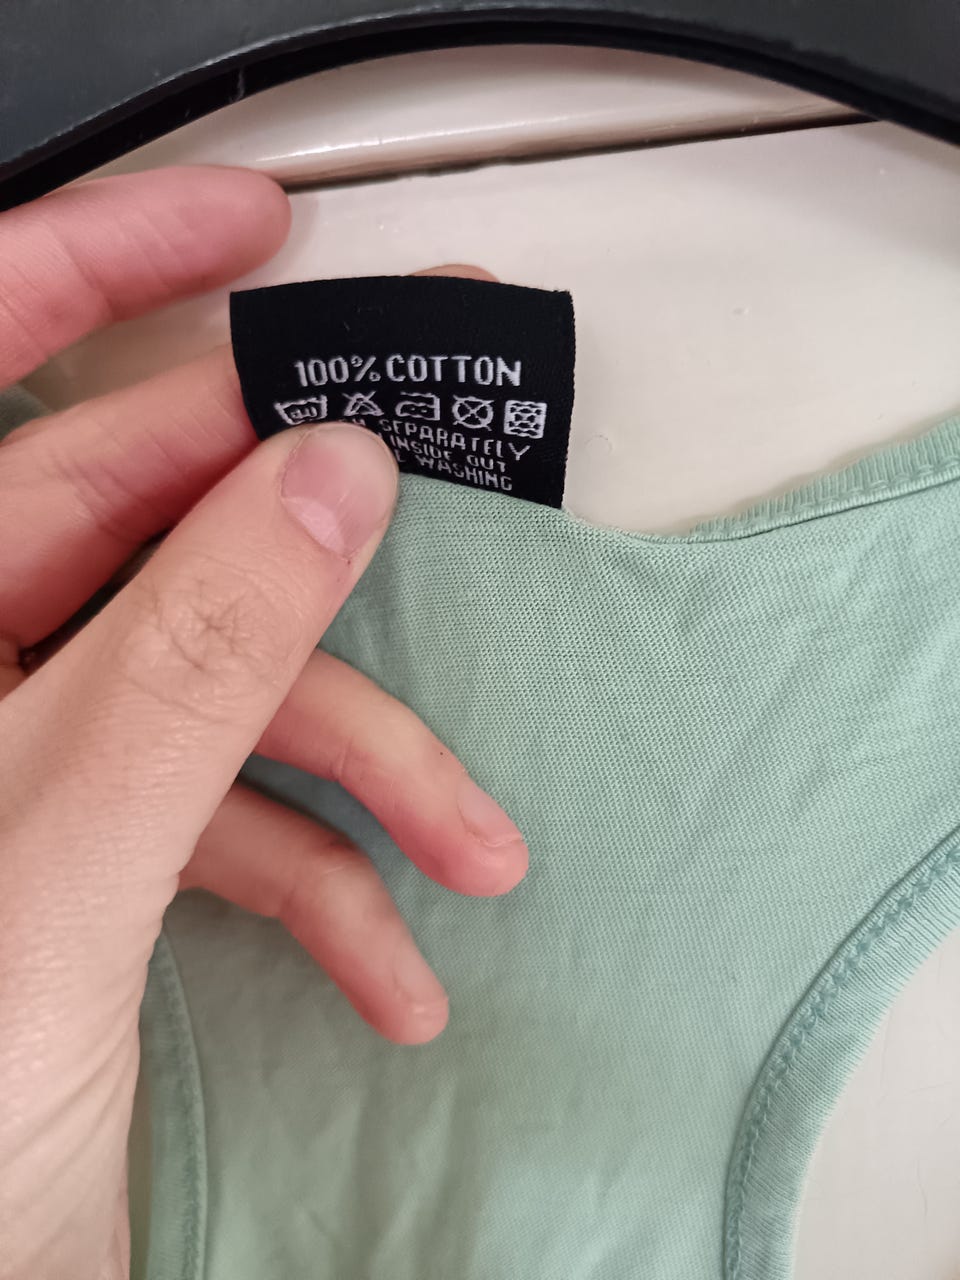 100% COTTON
SEPARATELY
INSIDE OUT
WASHING